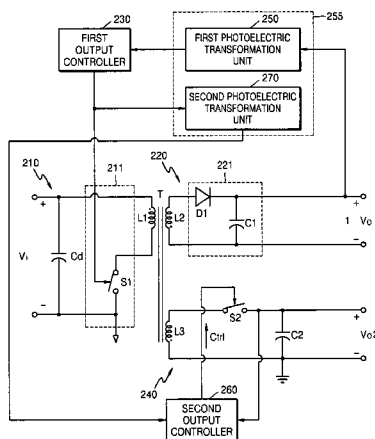 230
250
255
FIRST OUTPUT CONTROLLER
FIRST PHOTOELECTRIC TRANSFORMATION UNIT
270
SECOND PHOTOELECTRIC TRANSFORMATION UNIT
210
211
220
221
T
L1
L2
D1
C1
+
Vi
Cd
S1
-
+
1 Vo
-
L3
Ctrl
S2
C2
+
Vo2
-
240
260
SECOND OUTPUT CONTROLLER